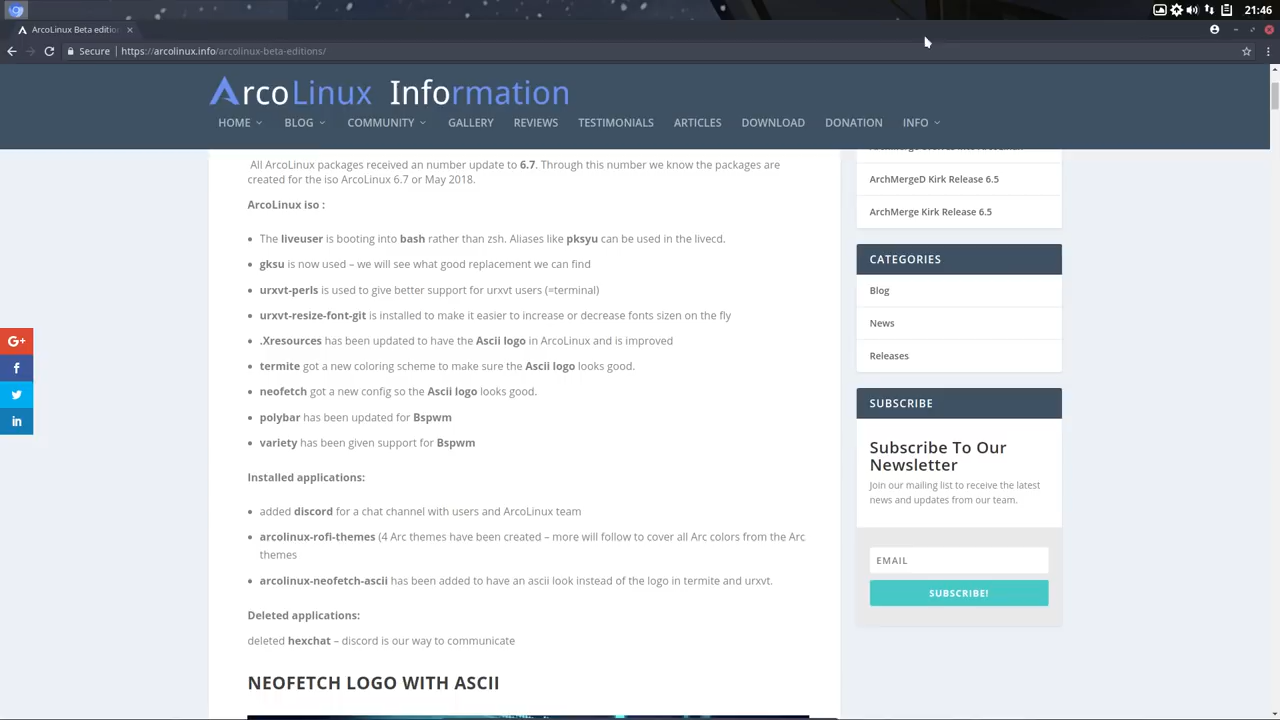 21:46
ArcoLinux Beta editio
Secure
https://arcolinux.info/arcolinux-beta-editions/
ArcoLinux Information
HOME BLOG COMMUNITY GALLERY REVIEWS TESTIMONIALS ARTICLES DOWNLOAD DONATION INFO
All ArcoLinux packages received an number update to 6.7. Through this number we know the packages are
created for the iso ArcoLinux 6.7 or May 2018.
ArcoLinux iso :
• The liveuser is booting into bash rather than zsh. Aliases like pksyu can be used in the livecd.
• gksu is now used – we will see what good replacement we can find
• urxvt-perls is used to give better support for urxvt users (=terminal)
• urxvt-resize-font-git is installed to make it easier to increase or decrease fonts sizen on the fly
• .Xresources has been updated to have the Ascii logo in ArcoLinux and is improved
• termite got a new coloring scheme to make sure the Ascii logo looks good.
• neofetch got a new config so the Ascii logo looks good.
• polybar has been updated for Bspwm
• variety has been given support for Bspwm
Installed applications:
• added discord for a chat channel with users and ArcoLinux team
• arcolinux-rofi-themes (4 Arc themes have been created – more will follow to cover all Arc colors from the Arc
themes
• arcolinux-neofetch-ascii has been added to have an ascii look instead of the logo in termite and urxvt.
Deleted applications:
deleted hexchat – discord is our way to communicate
NEOFETCH LOGO WITH ASCII
ArchMergeD Kirk Release 6.5
ArchMerge Kirk Release 6.5
CATEGORIES
Blog
News
Releases
SUBSCRIBE
Subscribe To Our
Newsletter
Join our mailing list to receive the latest
news and updates from our team.
EMAIL
SUBSCRIBE!
G+
f
in